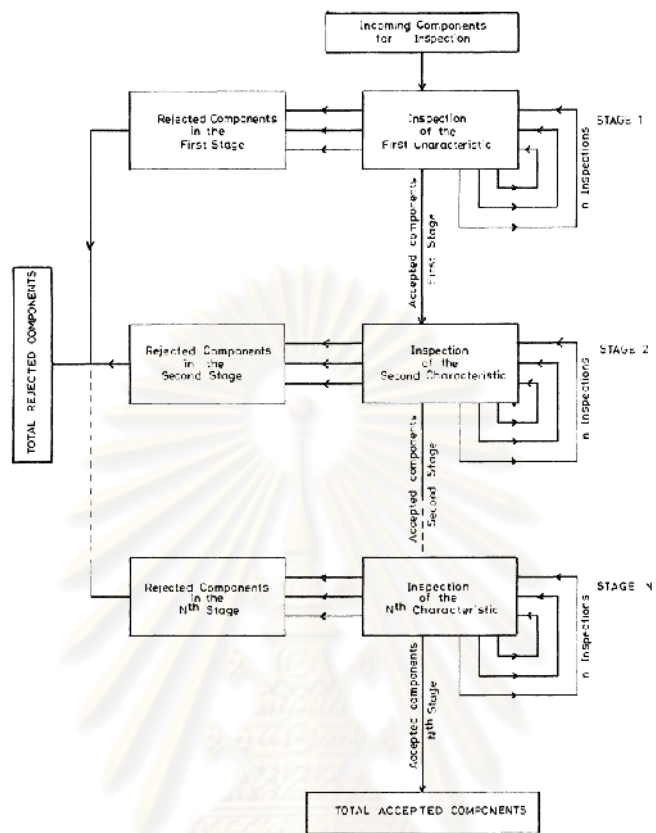 Incoming Components
for Inspection
Rejected Components
in the
First Stage
Inspection
of the
First Characteristic
STAGE 1
n Inspections
Accepted components
First Stage
TOTAL REJECTED COMPONENTS
Rejected Components
in the
Second Stage
Inspection
of the
Second Characteristic
STAGE 2
n Inspections
Accepted components
Second Stage
Rejected Components
in the
Nth Stage
Inspection
of the
Nth Characteristic
STAGE N
n Inspections
Accepted components
Nth Stage
TOTAL ACCEPTED COMPONENTS